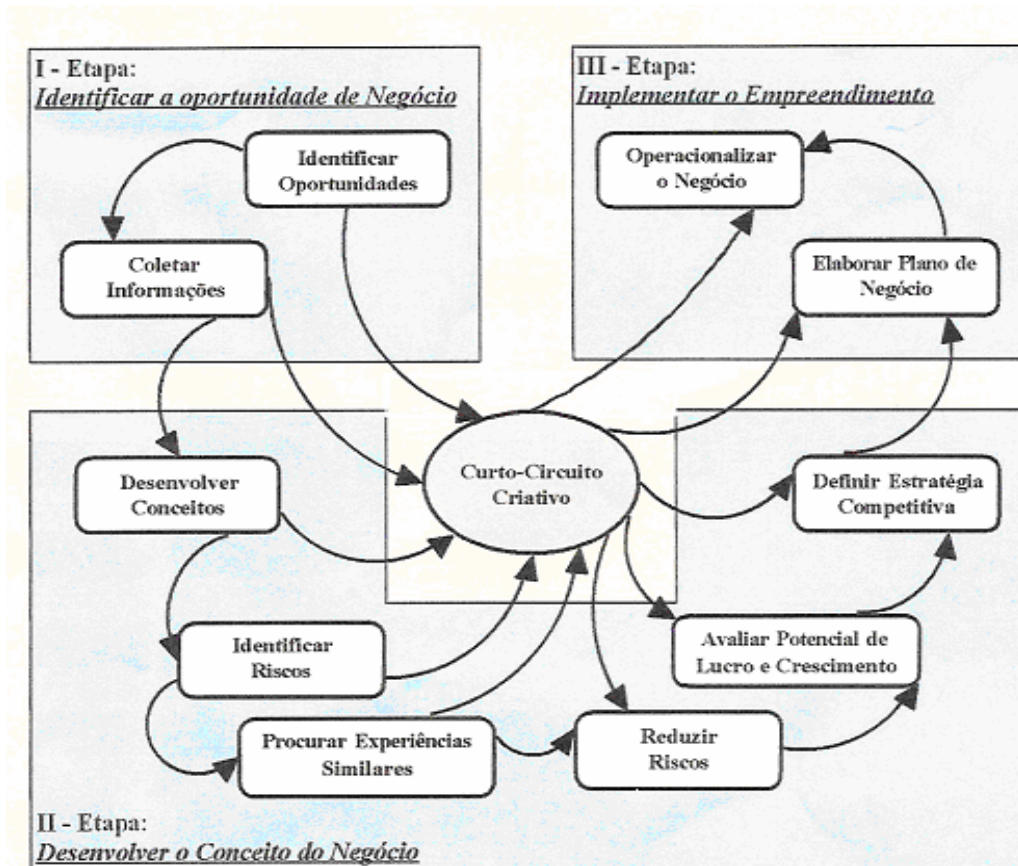 I - Etapa:
Identificar a oportunidade de Negócio
Identificar
Oportunidades
Coletar
Informações
III - Etapa:
Implementar o Empreendimento
Operacionalizar
o Negócio
Elaborar Plano de
Negócio
Curto-Circuito
Criativo
Desenvolver
Conceitos
Definir Estratégia
Competitiva
Identificar
Riscos
Avaliar Potencial de
Lucro e Crescimento
Procurar Experiências
Similares
Reduzir
Riscos
II - Etapa:
Desenvolver o Conceito do Negócio